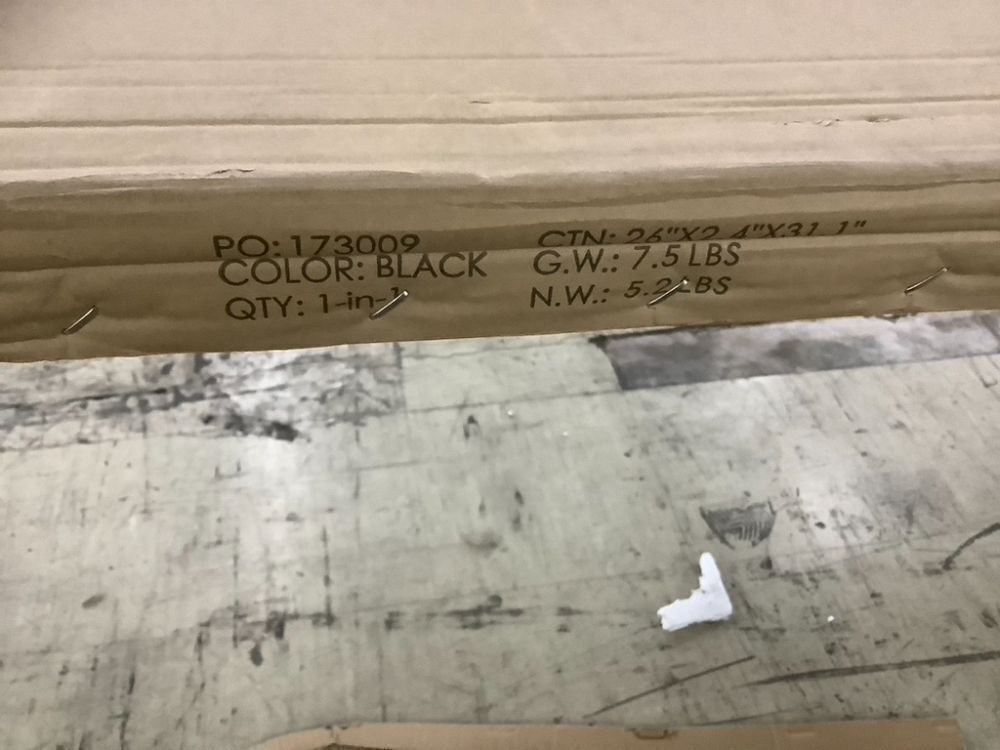 PO: 173009
COLOR: BLACK
QTY: 1-in-1
CTN: 26"X2.4"X31.1"
G.W.: 7.5 LBS
N.W.: 5.2 LBS